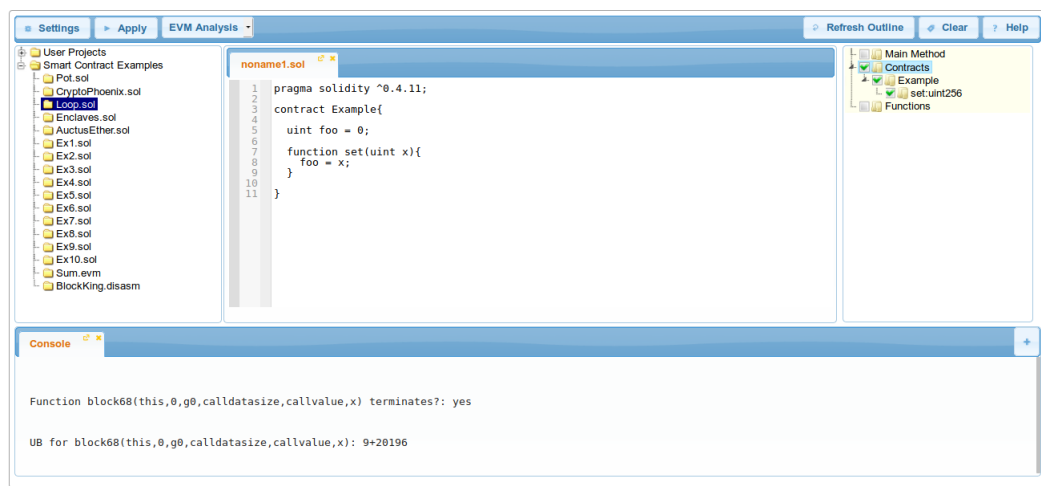 Settings
Apply
EVM Analysis
Refresh Outline
Clear
? Help
User Projects
Smart Contract Examples
Pot.sol
CryptoPhoenix.sol
Loop.sol
Enclaves.sol
AuctusEther.sol
Ex1.sol
Ex2.sol
Ex3.sol
Ex4.sol
Ex5.sol
Ex6.sol
Ex7.sol
Ex8.sol
Ex9.sol
Ex10.sol
Sum.evm
BlockKing.disasm
noname1.sol
1 pragma solidity ^0.4.11;
2
3 contract Example{
4
5 uint foo = 0;
6
7 function set(uint x){
8 foo = x;
9 }
10
11 }
Main Method
Contracts
Example
set:uint256
Functions
Console
Function block68(this,0,g0,calldatasize,callvalue,x) terminates?: yes
UB for block68(this,0,g0,calldatasize,callvalue,x): 9+20196